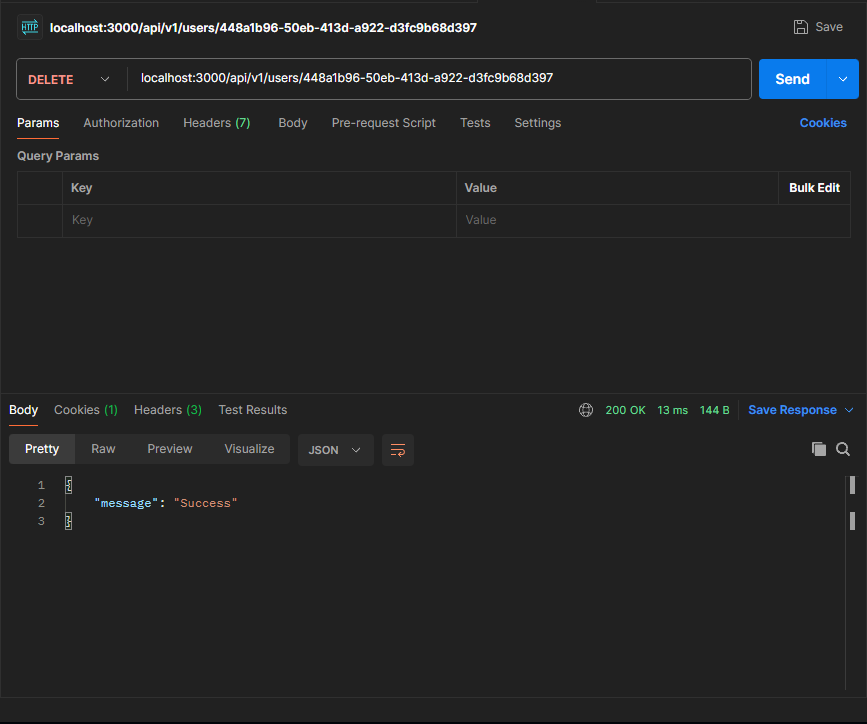 HTTP localhost:3000/api/v1/users/448a1b96-50eb-413d-a922-d3fc9b68d397 Save
DELETE localhost:3000/api/v1/users/448a1b96-50eb-413d-a922-d3fc9b68d397 Send
Params Authorization Headers (7) Body Pre-request Script Tests Settings Cookies
Query Params
Key Value Bulk Edit
Key Value
Body Cookies (1) Headers (3) Test Results 200 OK 13 ms 144 B Save Response
Pretty Raw Preview Visualize JSON
1 {
2 "message": "Success"
3 }